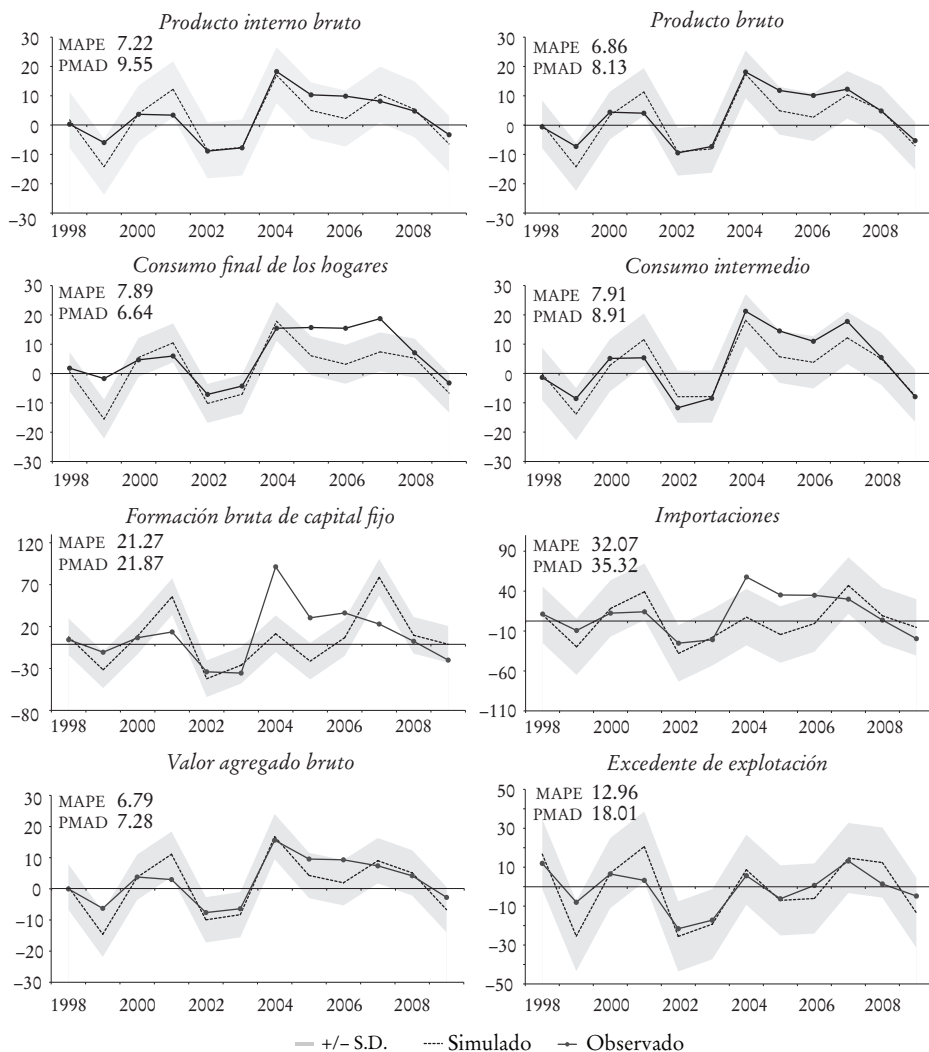 Producto interno bruto
MAPE 7.22
PMAD 9.55
30
20
10
0
−10
−20
−30
1998 2000 2002 2004 2006 2008
Producto bruto
MAPE 6.86
PMAD 8.13
30
20
10
0
−10
−20
−30
1998 2000 2002 2004 2006 2008
Consumo final de los hogares
MAPE 7.89
PMAD 6.64
30
20
10
0
−10
−20
−30
1998 2000 2002 2004 2006 2008
Consumo intermedio
MAPE 7.91
PMAD 8.91
30
20
10
0
−10
−20
−30
1998 2000 2002 2004 2006 2008
Formación bruta de capital fijo
MAPE 21.27
PMAD 21.87
120
70
20
−30
−80
1998 2000 2002 2004 2006 2008
Importaciones
MAPE 32.07
PMAD 35.32
90
40
−10
−60
−110
1998 2000 2002 2004 2006 2008
Valor agregado bruto
MAPE 6.79
PMAD 7.28
30
20
10
0
−10
−20
−30
1998 2000 2002 2004 2006 2008
Excedente de explotación
MAPE 12.96
PMAD 18.01
50
30
10
−10
−30
−50
1998 2000 2002 2004 2006 2008
+/− S.D. Simulado Observado